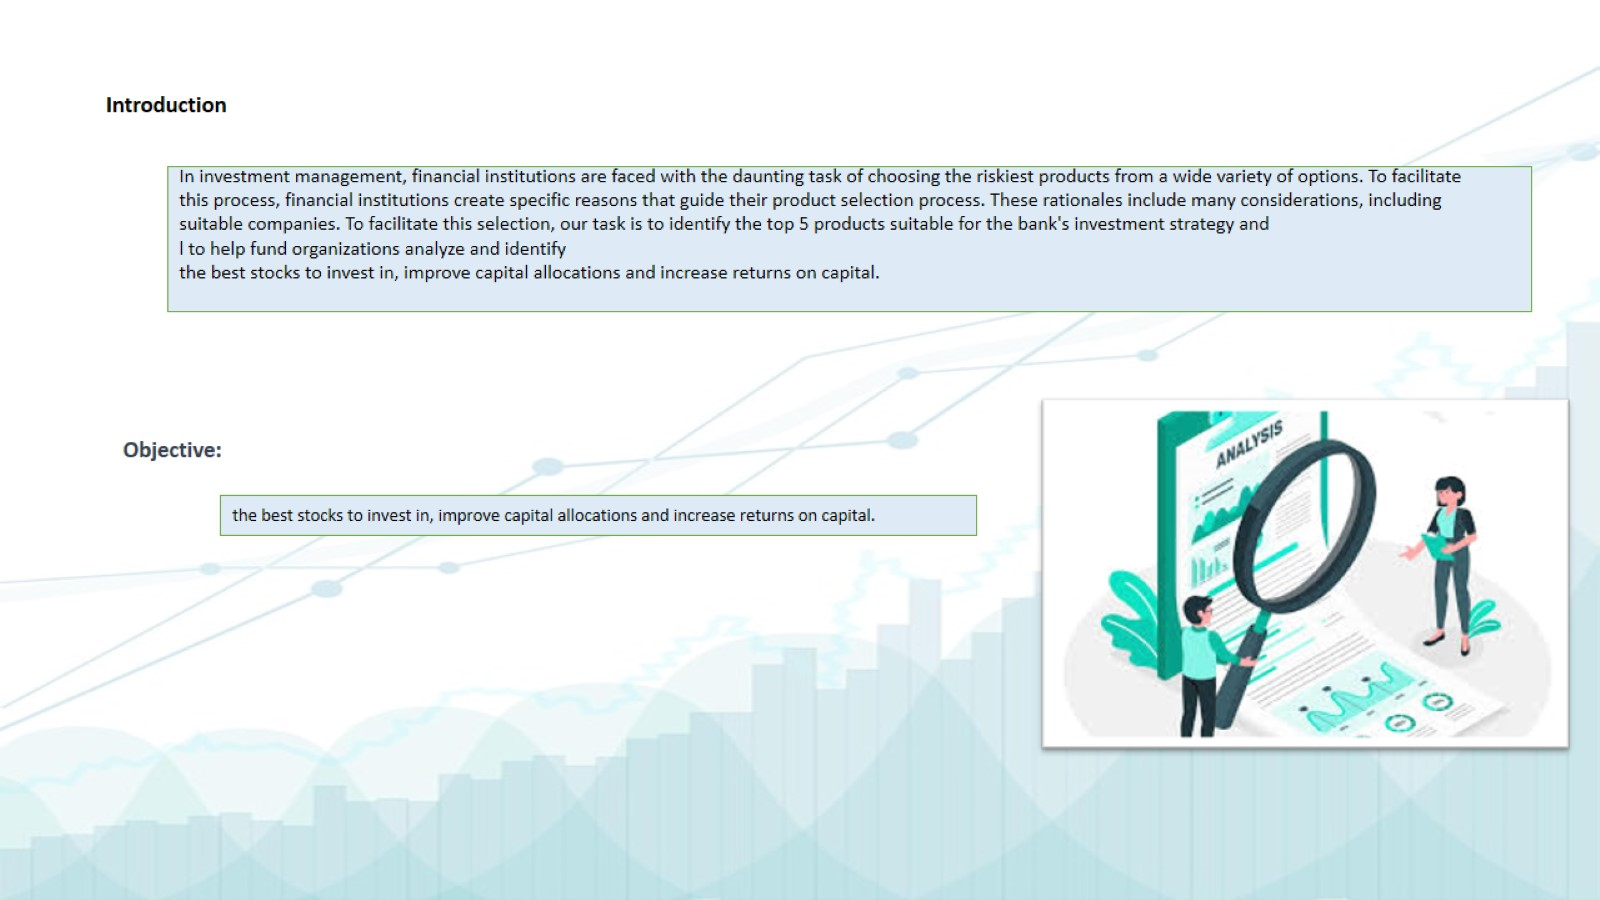 Introduction
In investment management, financial institutions are faced with the daunting task of choosing the riskiest products from a wide variety of options. To facilitate
this process, financial institutions create specific reasons that guide their product selection process. These rationales include many considerations, including
suitable companies. To facilitate this selection, our task is to identify the top 5 products suitable for the bank's investment strategy and
l to help fund organizations analyze and identify
the best stocks to invest in, improve capital allocations and increase returns on capital.
Objective:
the best stocks to invest in, improve capital allocations and increase returns on capital.
ANALYSIS